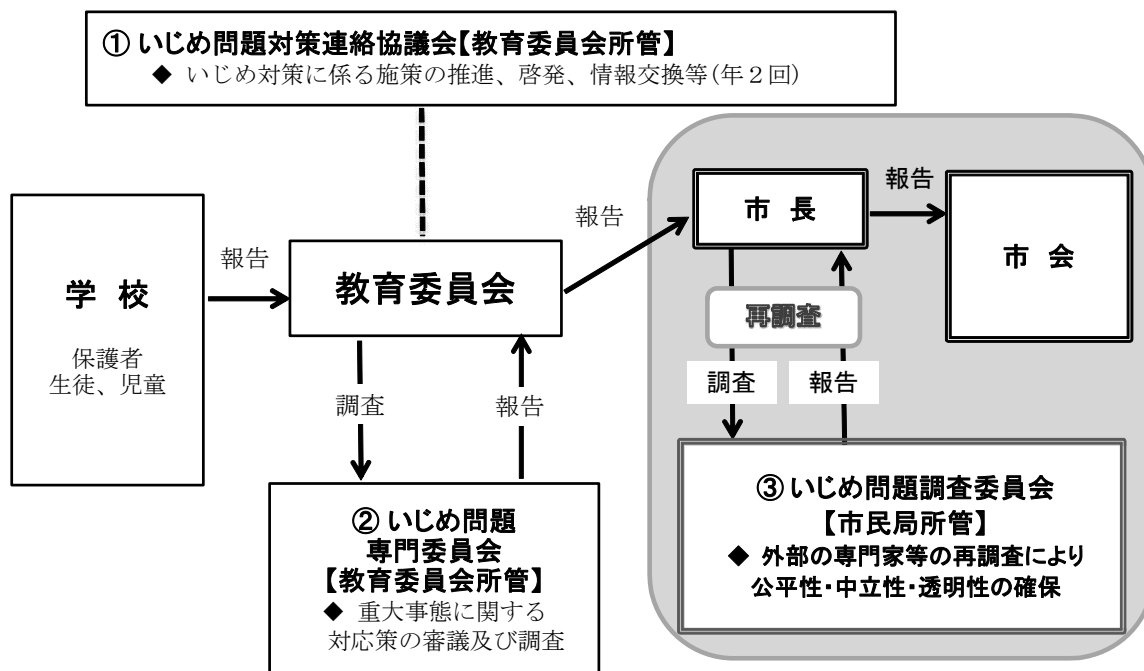 ① いじめ問題対策連絡協議会【教育委員会所管】
◆ いじめ対策に係る施策の推進、啓発、情報交換等(年２回)
学 校
保護者
生徒、児童
報告
教育委員会
報告
市 長
報告
市 会
再調査
調査
報告
調査
報告
② いじめ問題
専門委員会
【教育委員会所管】
◆ 重大事態に関する
対応策の審議及び調査
③ いじめ問題調査委員会
【市民局所管】
◆ 外部の専門家等の再調査により
公平性・中立性・透明性の確保